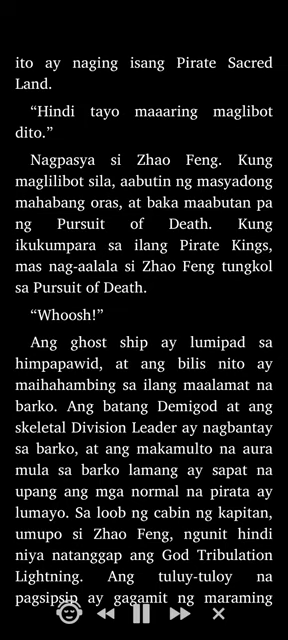 ito ay naging isang Pirate Sacred
Land.
“Hindi tayo maaaring maglibot
dito.”
Nagpasya si Zhao Feng. Kung
maglilibot sila, aabutin ng masyadong
mahabang oras, at baka maabutan pa
ng Pursuit of Death. Kung
ikukumpara sa ilang Pirate Kings,
mas nag-aalala si Zhao Feng tungkol
sa Pursuit of Death.
“Whoosh!”
Ang ghost ship ay lumipad sa
himpapawid, at ang bilis nito ay
maihahambing sa ilang maalamat na
barko. Ang batang Demigod at ang
skeletal Division Leader ay nagbantay
sa barko, at ang makamulto na aura
mula sa barko lamang ay sapat na
upang ang mga normal na pirata ay
lumayo. Sa loob ng cabin ng kapitan,
umupo si Zhao Feng, ngunit hindi
niya natanggap ang God Tribulation
Lightning. Ang tuluy-tuloy na
pagsipsip ay gagamit ng maraming